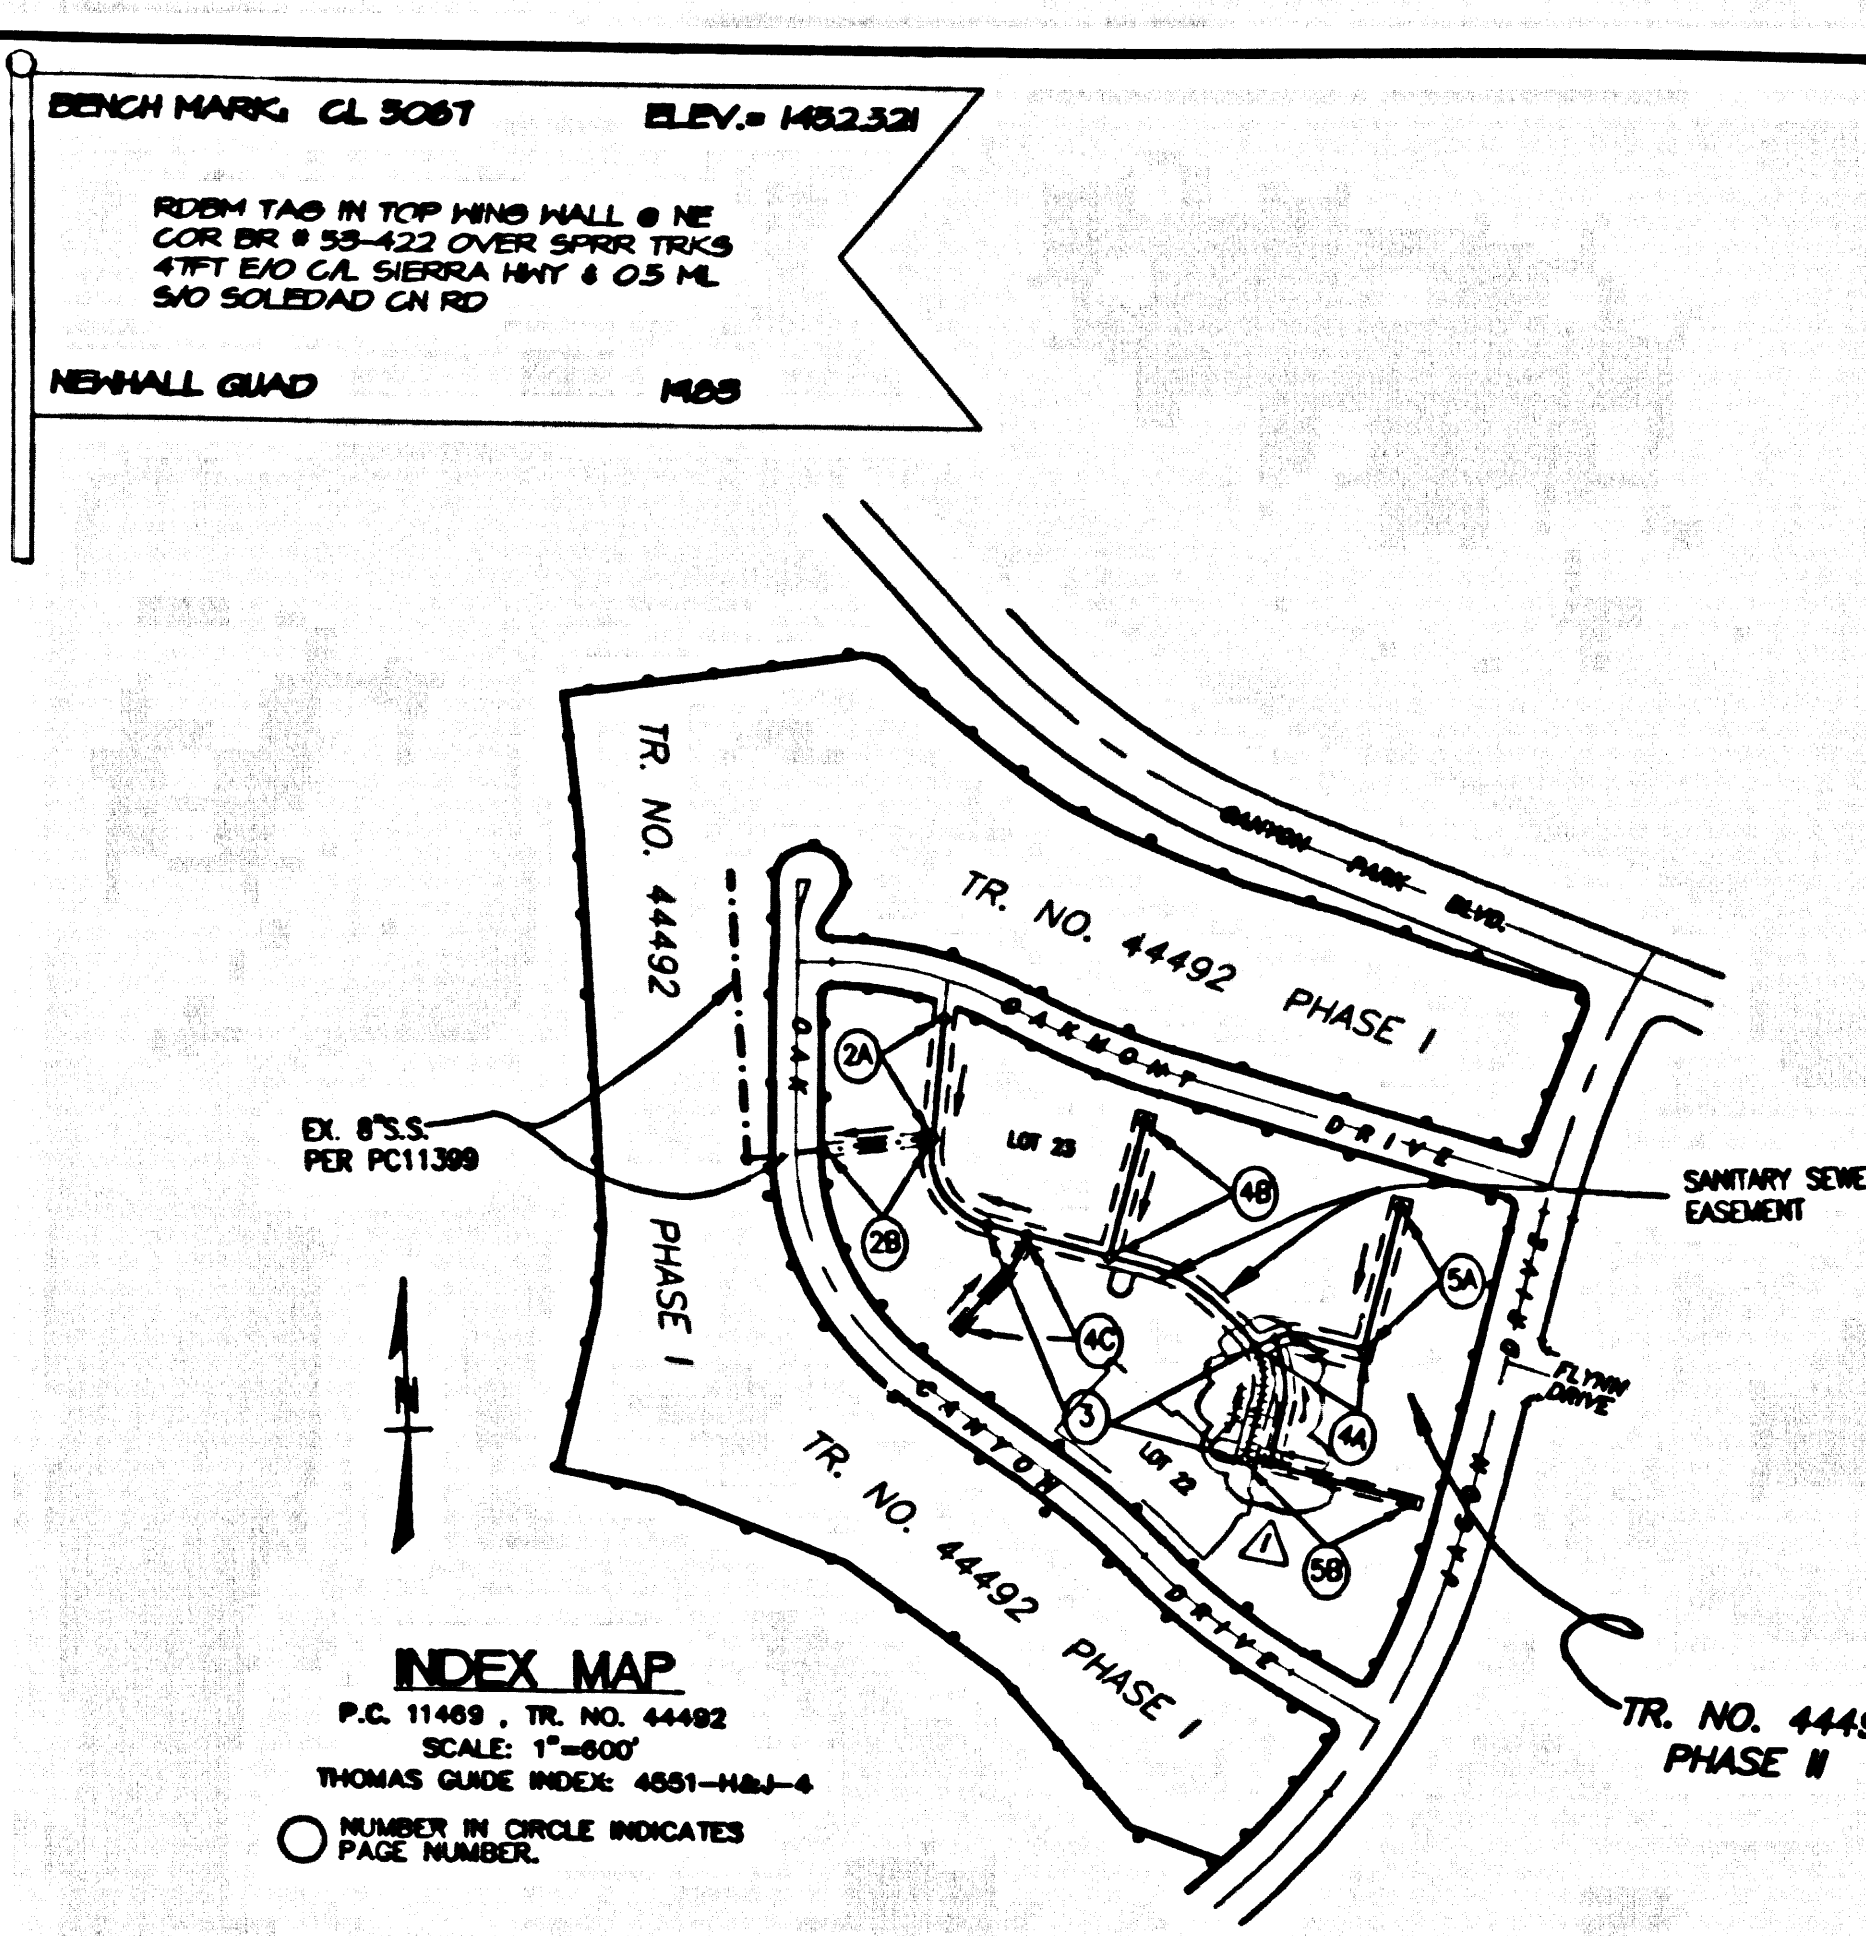 BENCH MARK: CL 5067 ELEV.= 1452.321
RDBM TAG IN TOP WING WALL @ NE
COR BR # 53-422 OVER SPRR TRKS
47FT E/O C/L SIERRA HWY & 0.5 MI.
S/O SOLEDAD CN RD
NEWHALL QUAD
TR. NO. 44492 PHASE I
CANYON PARK BLVD.
TR. NO. 44492 PHASE I
OAKMONT DRIVE
OAK CANYON DRIVE
2A
LOT 23
4B
EX. 8"S.S.
PER PC11399
SANITARY SEWE
EASEMENT
2B
5A
4C
FLYNN
DRIVE
3
4A
LOT 22
N
1
5B
TR. NO. 44492 PHASE I
TR. NO. 4449
PHASE II
INDEX MAP
P.C. 11469 , TR. NO. 44492
SCALE: 1"=600'
THOMAS GUIDE INDEX: 4551-H&J-4
NUMBER IN CIRCLE INDICATES
PAGE NUMBER.